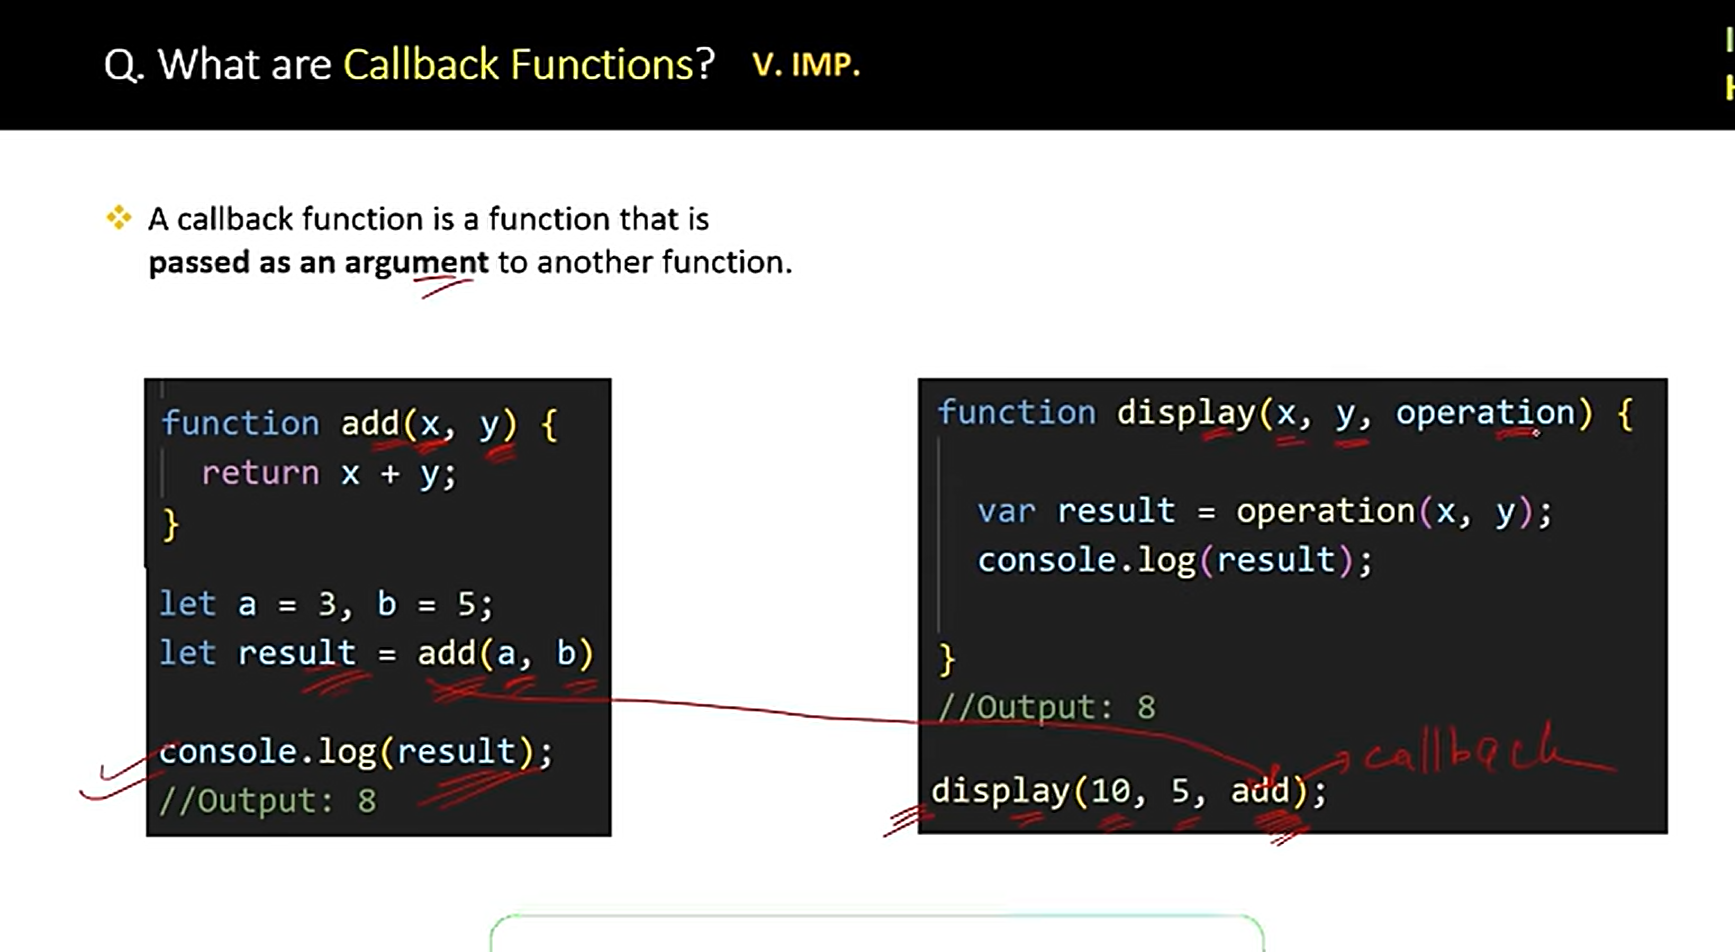 Q. What are Callback Functions? V. IMP.
❖ A callback function is a function that is
passed as an argument to another function.
function add(x, y) {
return x + y;
}
let a = 3, b = 5;
let result = add(a, b)
console.log(result);
//Output: 8
function display(x, y, operation) {
var result = operation(x, y);
console.log(result);
}
//Output: 8
display(10, 5, add);
callback